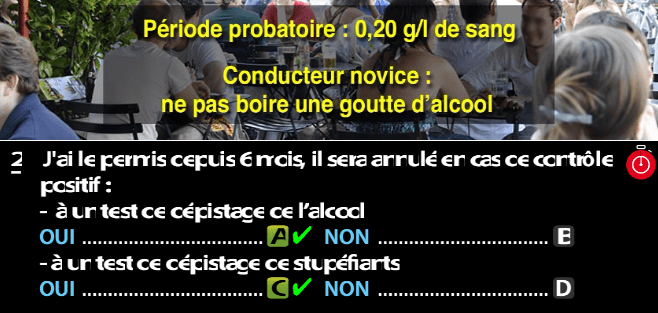 Période probatoire : 0,20 g/l de sang
Conducteur novice :
ne pas boire une goutte d'alcool
2 J'ai le permis depuis 6 mois, il sera annulé en cas de contrôle
positif :
- à un test de dépistage de l'alcool
OUI ................................. A ✔ NON ............................... B
- à un test de dépistage de stupéfiants
OUI ................................. C ✔ NON ............................... D